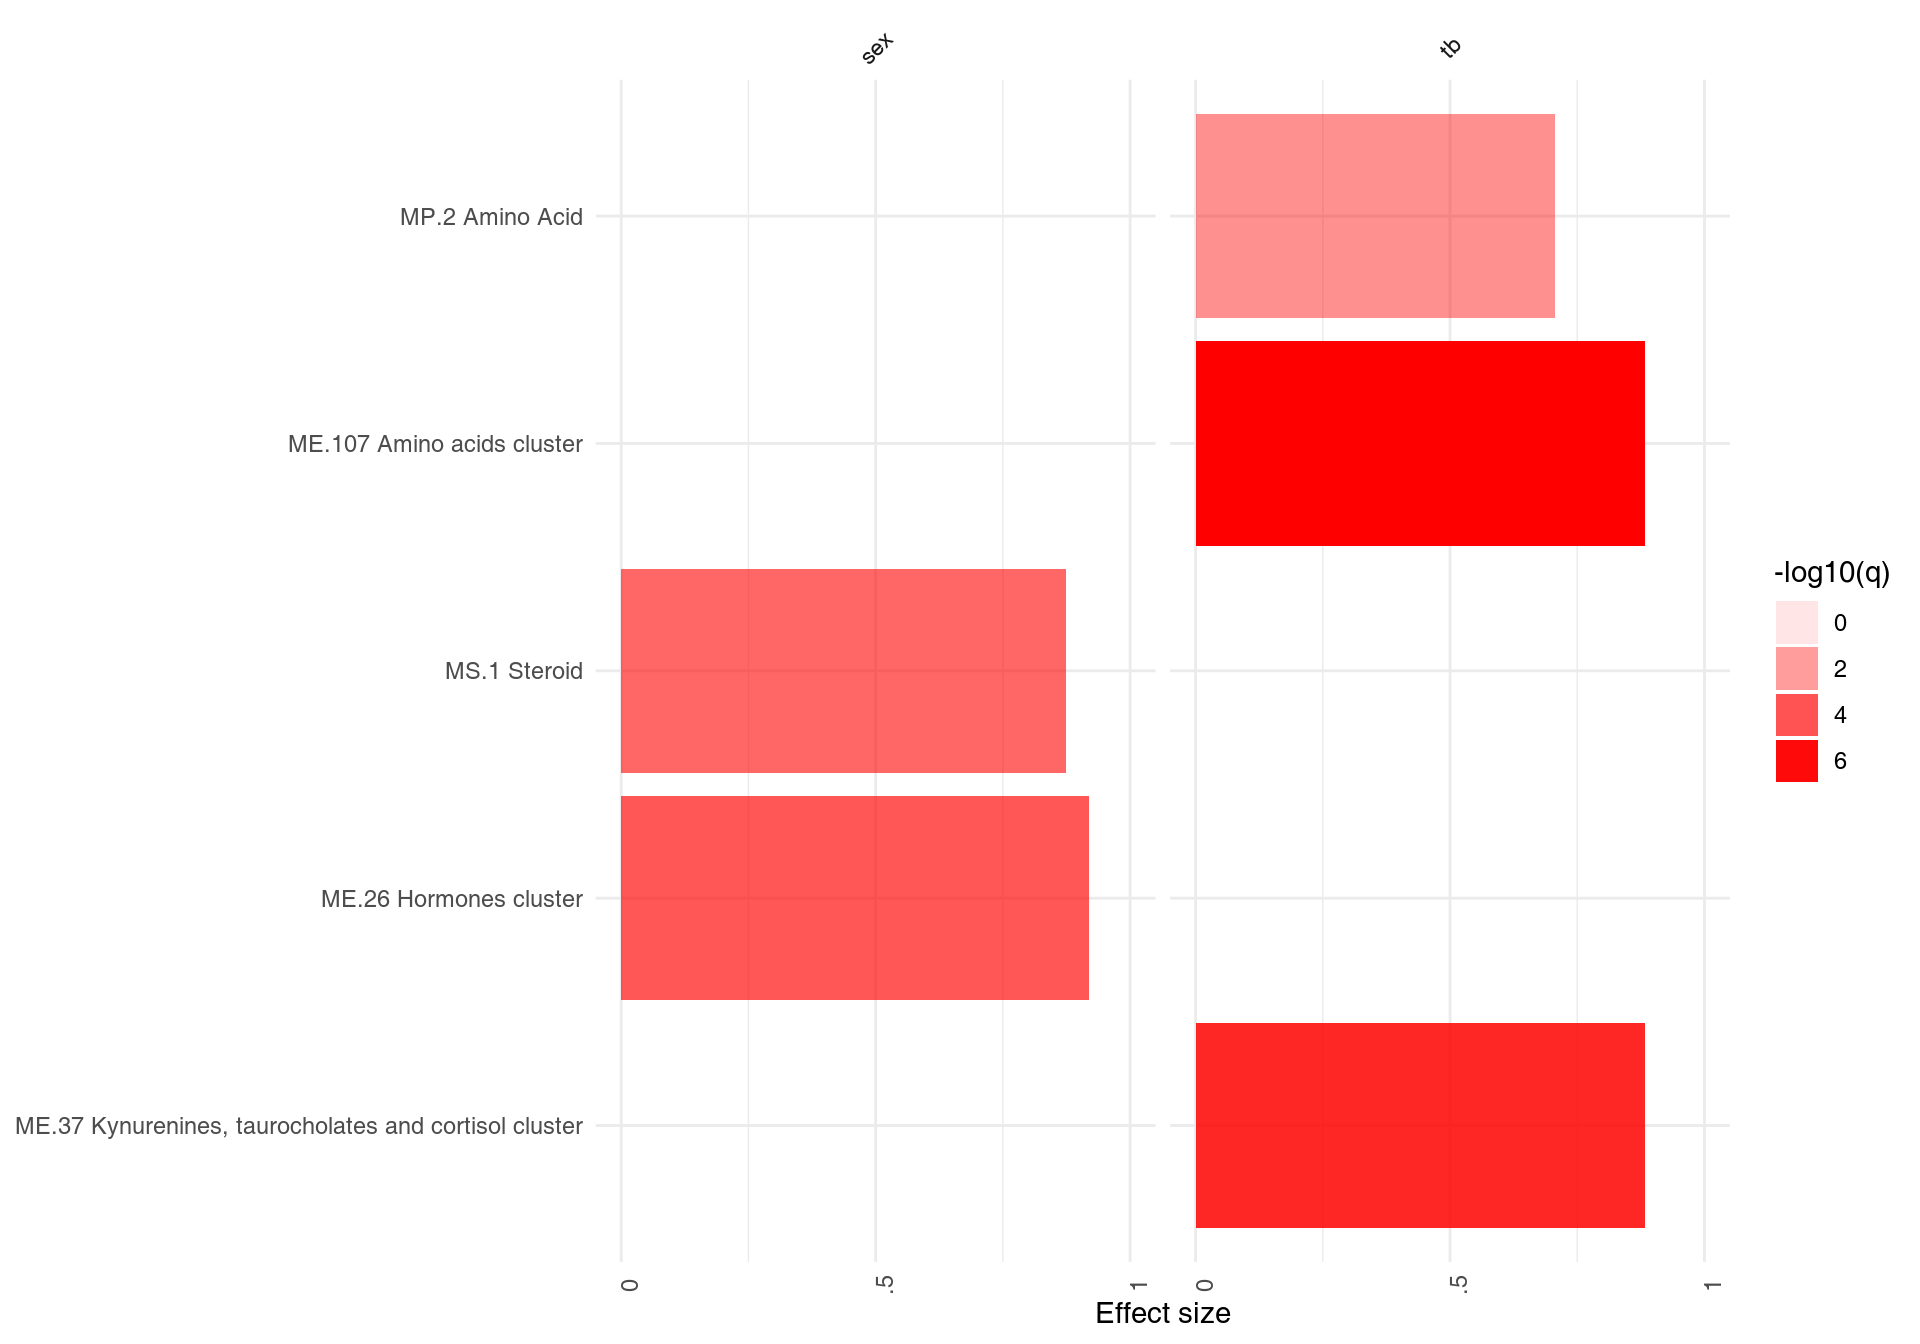 sex
tb
MP.2 Amino Acid
ME.107 Amino acids cluster
MS.1 Steroid
ME.26 Hormones cluster
ME.37 Kynurenines, taurocholates and cortisol cluster
0
.5
1
0
.5
1
Effect size
-log10(q)
0
2
4
6